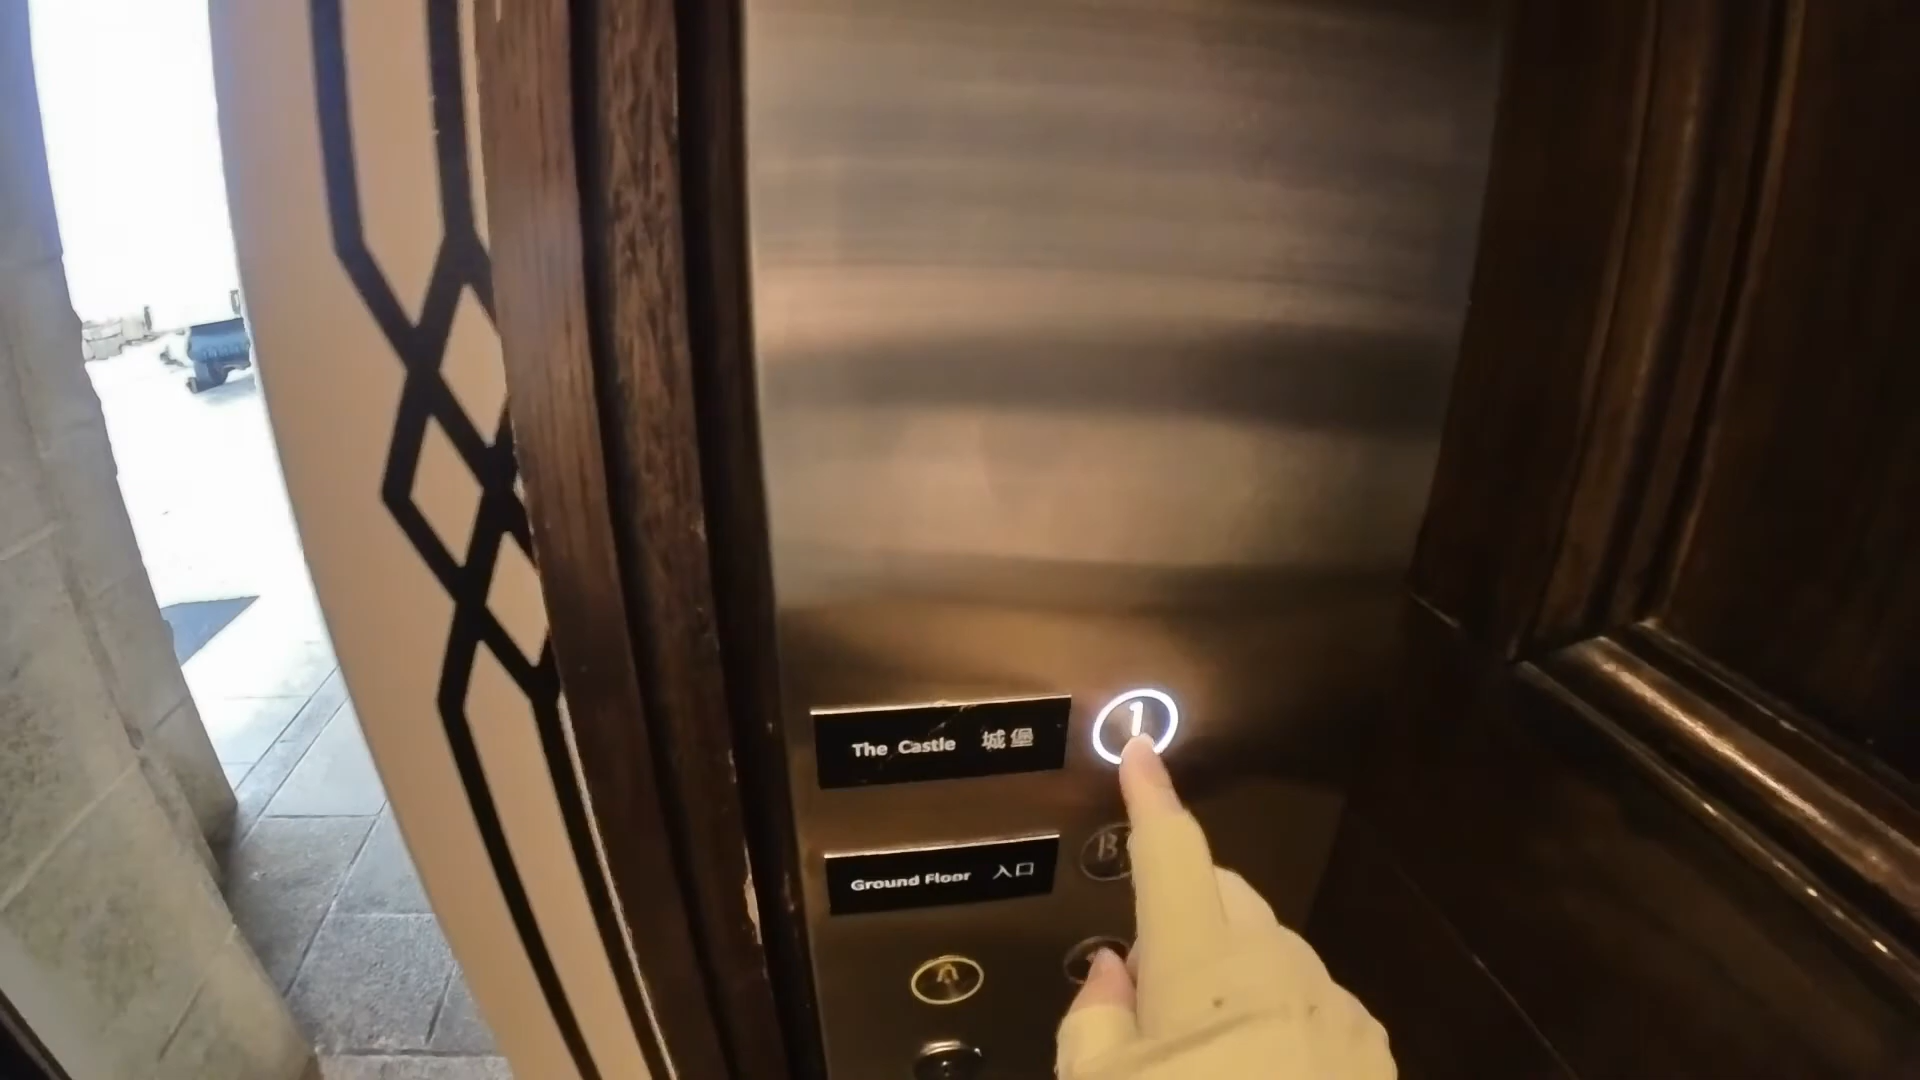 The Castle 城堡 1
Ground Floor 入口 B